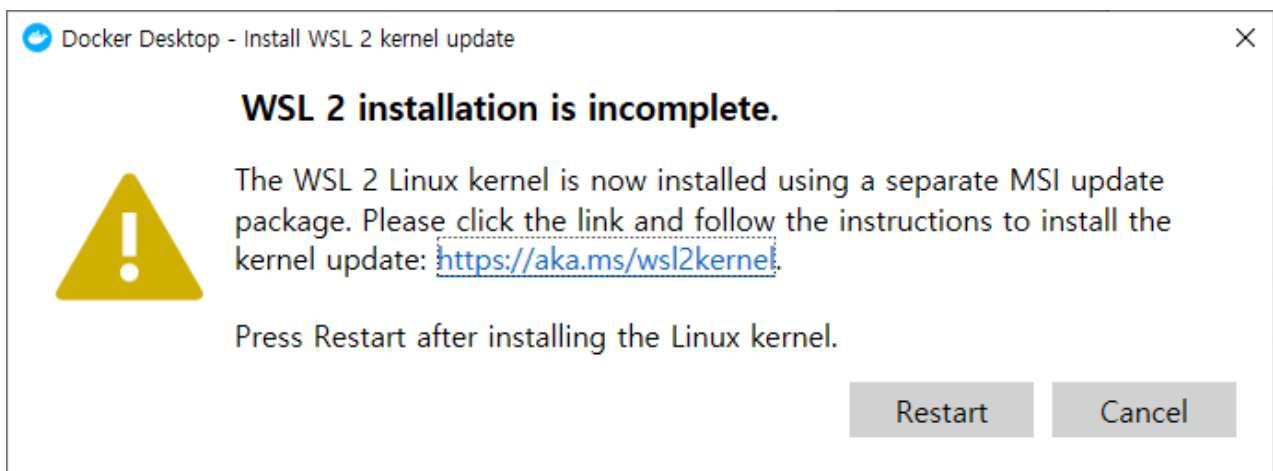 Docker Desktop - Install WSL 2 kernel update
WSL 2 installation is incomplete.
The WSL 2 Linux kernel is now installed using a separate MSI update
package. Please click the link and follow the instructions to install the
kernel update: https://aka.ms/wsl2kernel.
Press Restart after installing the Linux kernel.
Restart
Cancel